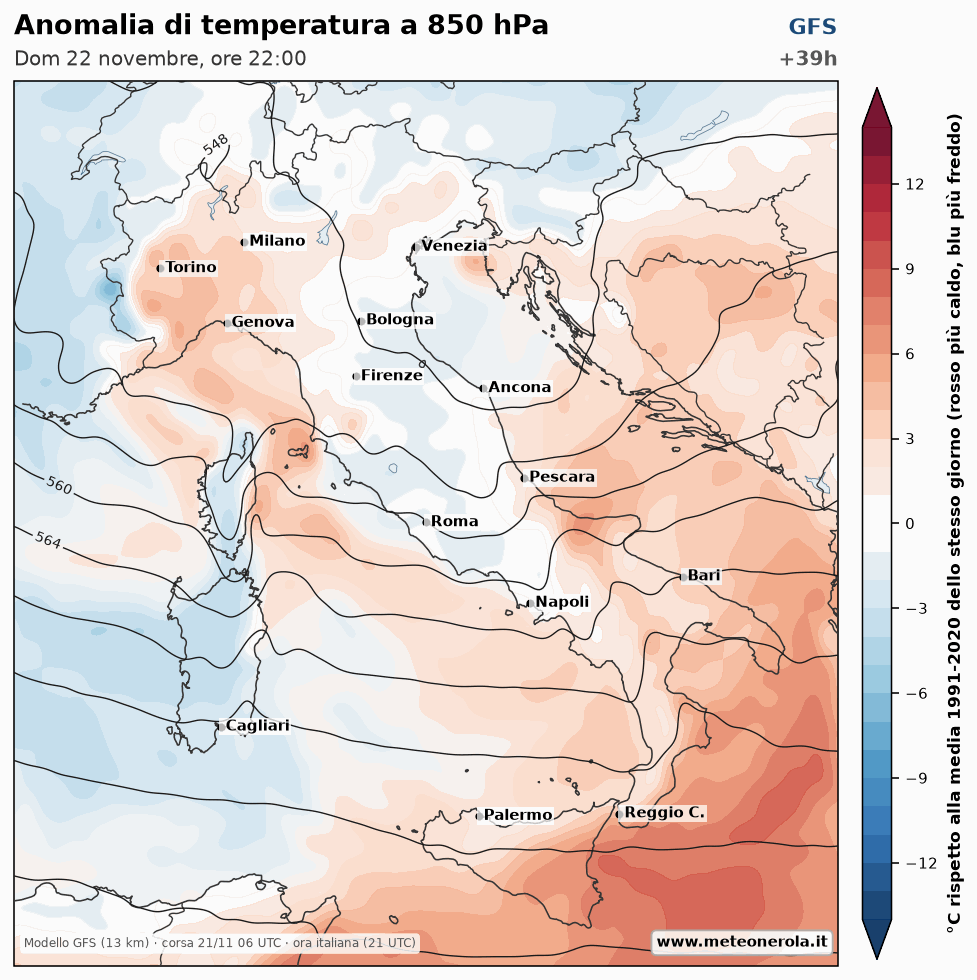 Anomalia di temperatura a 850 hPa
GFS
Dom 22 novembre, ore 22:00
+39h
548
Milano
Venezia
Torino
Genova
Bologna
Firenze
Ancona
560
Pescara
564
Roma
Bari
Napoli
Cagliari
Palermo
Reggio C.
Modello GFS (13 km) · corsa 21/11 06 UTC · ora italiana (21 UTC)
www.meteonerola.it
12
9
6
3
0
−3
−6
−9
−12
°C rispetto alla media 1991-2020 dello stesso giorno (rosso più caldo, blu più freddo)